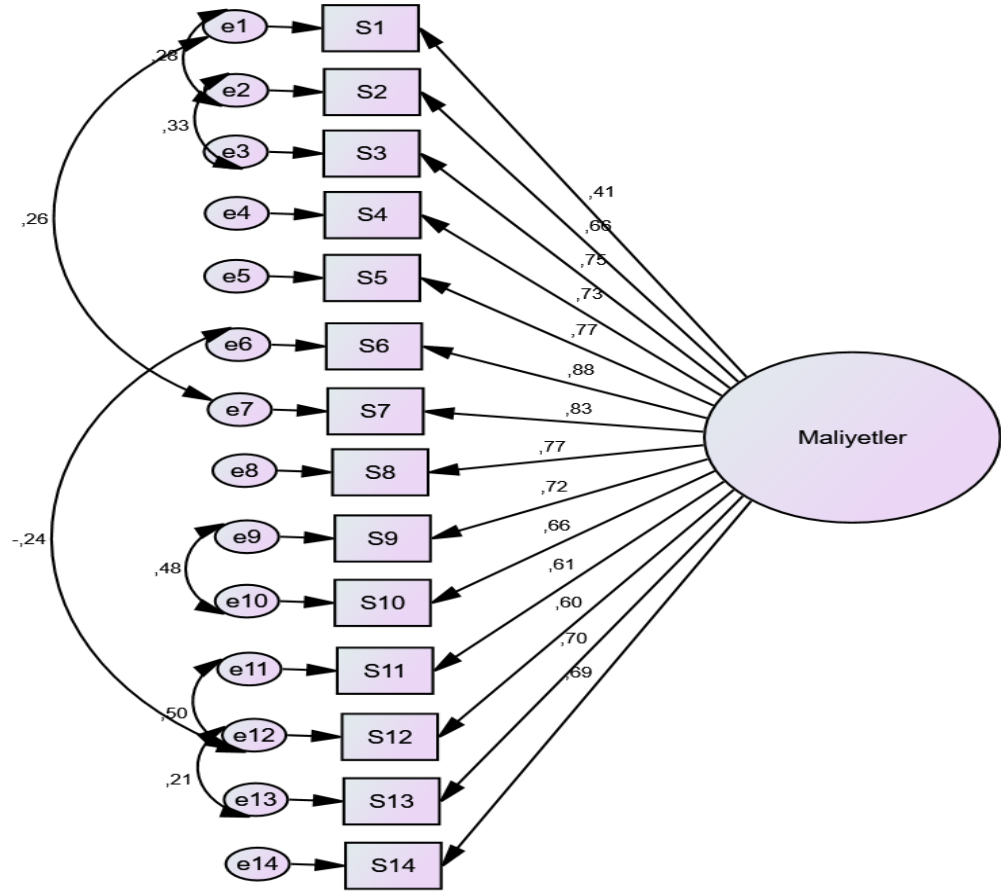 e1 S1
,28
e2 S2
,33
e3 S3
,41
e4 S4
,26
,66
,75
e5 S5
,73
,77
e6 S6
,88
e7 S7
,83
Maliyetler
e8 S8
,77
,72
e9 S9
,66
-,24
,48
,61
e10 S10
,60
,70
e11 S11
,69
,50
e12 S12
,21
e13 S13
e14 S14